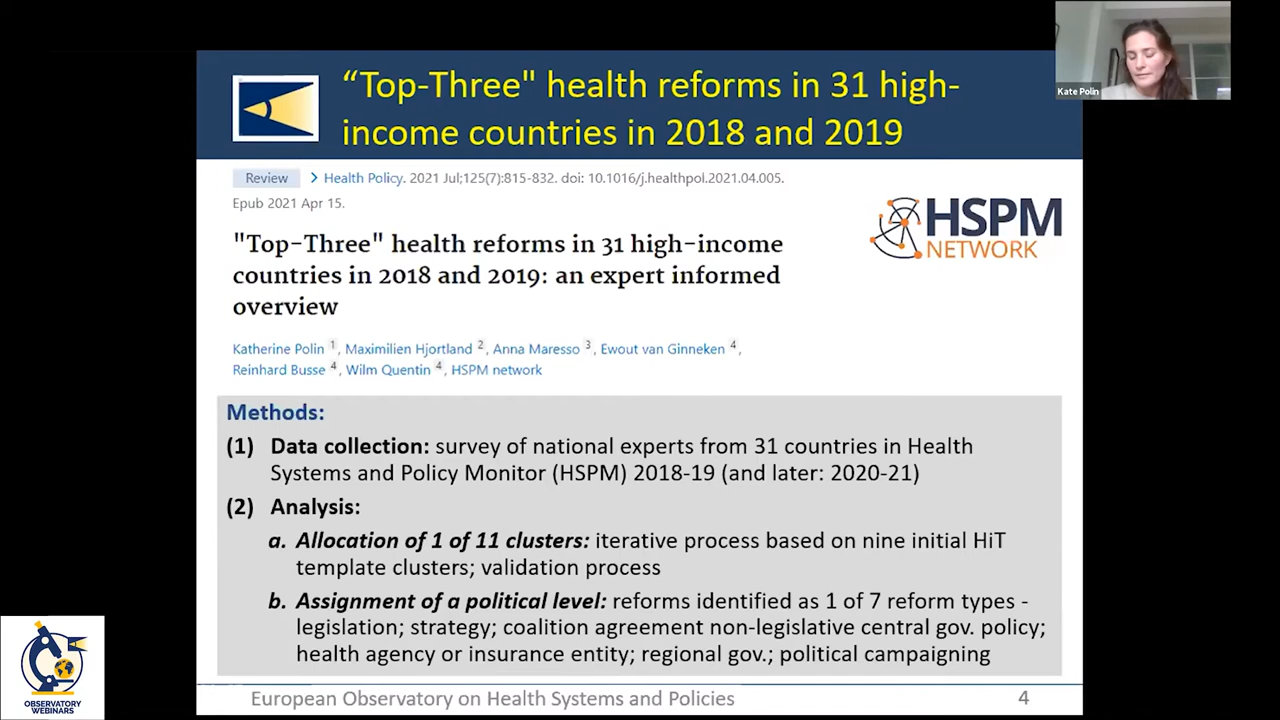 “Top-Three" health reforms in 31 high-
income countries in 2018 and 2019
Kate Polin
Review > Health Policy. 2021 Jul;125(7):815-832. doi: 10.1016/j.healthpol.2021.04.005.
Epub 2021 Apr 15.
HSPM
NETWORK
"Top-Three" health reforms in 31 high-income
countries in 2018 and 2019: an expert informed
overview
Katherine Polin 1, Maximilien Hjortland 2, Anna Maresso 3, Ewout van Ginneken 4,
Reinhard Busse 4, Wilm Quentin 4, HSPM network
Methods:
(1) Data collection: survey of national experts from 31 countries in Health
Systems and Policy Monitor (HSPM) 2018-19 (and later: 2020-21)
(2) Analysis:
a. Allocation of 1 of 11 clusters: iterative process based on nine initial HiT
template clusters; validation process
b. Assignment of a political level: reforms identified as 1 of 7 reform types -
legislation; strategy; coalition agreement non-legislative central gov. policy;
health agency or insurance entity; regional gov.; political campaigning
European Observatory on Health Systems and Policies 4
OBSERVATORY
WEBINARS